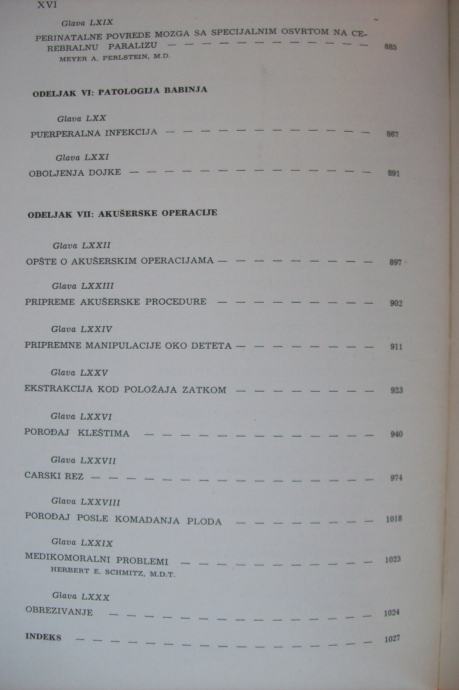 XVI
Glava LXIX
PERINATALNE POVREDE MOZGA SA SPECIJALNIM OSVRTOM NA CE-
REBRALNU PARALIZU — — — — — — — — — — — 885
MEYER A. PERLSTEIN, M.D.
ODELJAK VI: PATOLOGIJA BABINJA
Glava LXX
PUERPERALNA INFEKCIJA — — — — — — — — — — — 867
Glava LXXI
OBOLJENJA DOJKE — — — — — — — — — — — — — 891
ODELJAK VII: AKUŠERSKE OPERACIJE
Glava LXXII
OPŠTE O AKUŠERSKIM OPERACIJAMA — — — — — — — — — 897
Glava LXXIII
PRIPREME AKUŠERSKE PROCEDURE — — — — — — — — — 902
Glava LXXIV
PRIPREMNE MANIPULACIJE OKO DETETA — — — — — — — — 911
Glava LXXV
EKSTRAKCIJA KOD POLOŽAJA ZATKOM — — — — — — — — 923
Glava LXXVI
POROĐAJ KLEŠTIMA — — — — — — — — — — — — 940
Glava LXXVII
CARSKI REZ — — — — — — — — — — — — — — — 974
Glava LXXVIII
POROĐAJ POSLE KOMADANJA PLODA — — — — — — — — 1018
Glava LXXIX
MEDIKOMORALNI PROBLEMI — — — — — — — — — — 1023
HERBERT E. SCHMITZ, M.D.T.
Glava LXXX
OBREZIVANJE — — — — — — — — — — — — — 1024
INDEKS — — — — — — — — — — — — — — — 1027